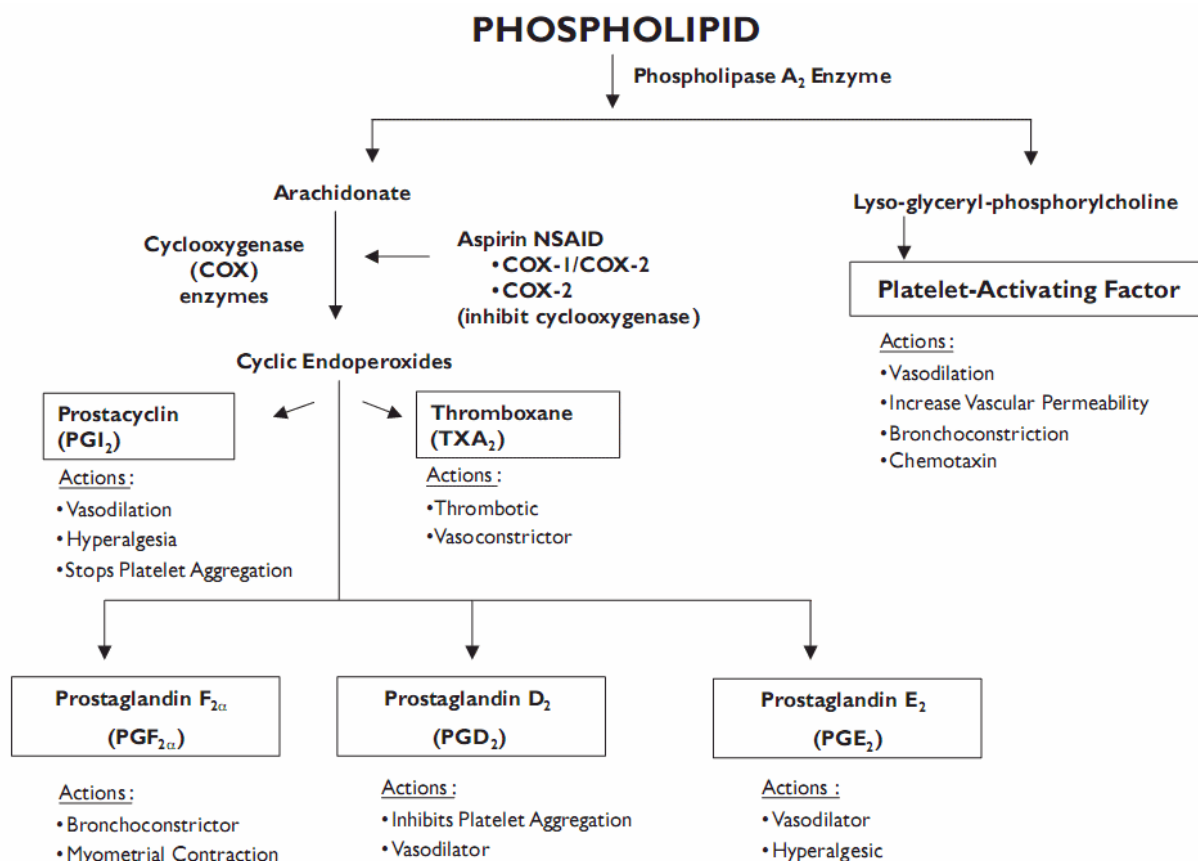 PHOSPHOLIPID
Phospholipase A₂ Enzyme
Arachidonate
Lyso-glyceryl-phosphorylcholine
Cyclooxygenase
(COX)
enzymes
Aspirin NSAID
•COX-1/COX-2
•COX-2
(inhibit cyclooxygenase)
Platelet-Activating Factor
Actions:
•Vasodilation
•Increase Vascular Permeability
•Bronchoconstriction
•Chemotaxin
Cyclic Endoperoxides
Prostacyclin
(PGI₂)
Actions:
•Vasodilation
•Hyperalgesia
•Stops Platelet Aggregation
Thromboxane
(TXA₂)
Actions:
•Thrombotic
•Vasoconstrictor
Prostaglandin F₂α
(PGF₂α)
Actions:
•Bronchoconstrictor
•Myometrial Contraction
Prostaglandin D₂
(PGD₂)
Actions:
•Inhibits Platelet Aggregation
•Vasodilator
Prostaglandin E₂
(PGE₂)
Actions:
•Vasodilator
•Hyperalgesic